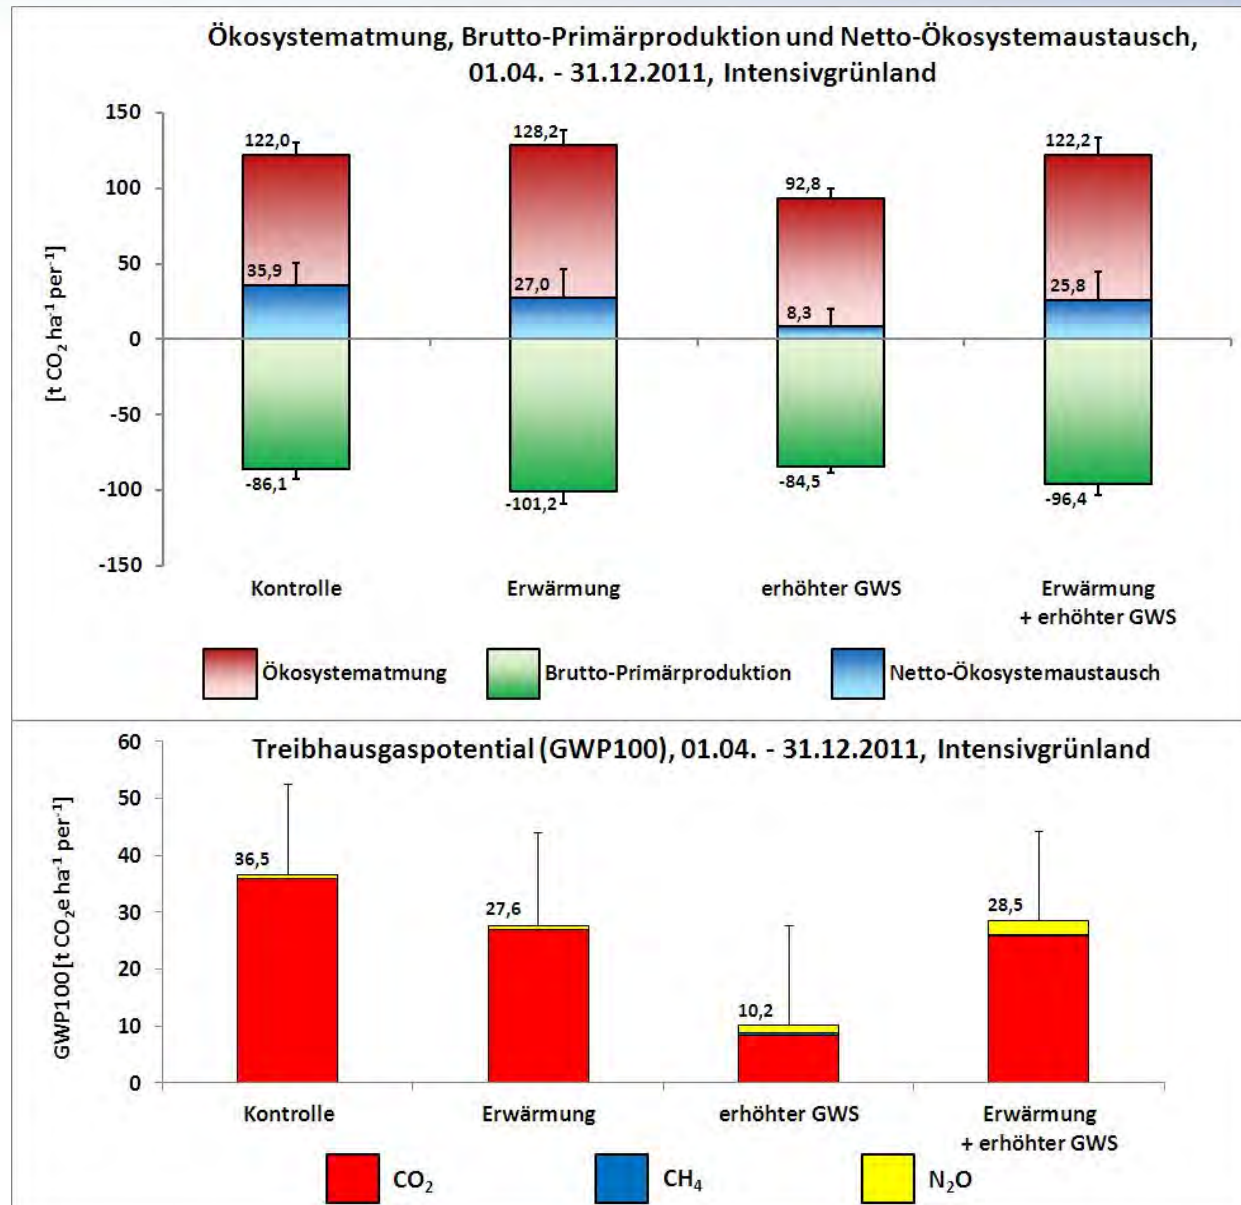 Ökosystematmung, Brutto-Primärproduktion und Netto-Ökosystemaustausch,
01.04. - 31.12.2011, Intensivgrünland
[t CO₂ ha⁻¹ per⁻¹]
150
100
50
0
-50
-100
-150
122,0
128,2
92,8
122,2
35,9
27,0
8,3
25,8
-86,1
-101,2
-84,5
-96,4
Kontrolle
Erwärmung
erhöhter GWS
Erwärmung
+ erhöhter GWS
Ökosystematmung
Brutto-Primärproduktion
Netto-Ökosystemaustausch
Treibhausgaspotential (GWP100), 01.04. - 31.12.2011, Intensivgrünland
GWP100 [t CO₂e ha⁻¹ per⁻¹]
60
50
40
30
20
10
0
36,5
27,6
10,2
28,5
Kontrolle
Erwärmung
erhöhter GWS
Erwärmung
+ erhöhter GWS
CO₂
CH₄
N₂O